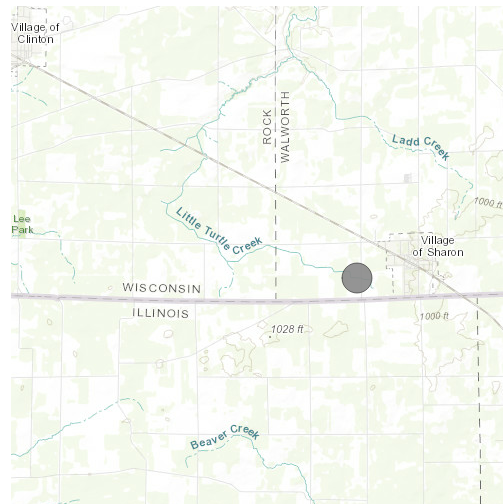 Village of
Clinton
ROCK
WALWORTH
Ladd Creek
1000 ft
Lee
Park
Little Turtle Creek
Village
of Sharon
WISCONSIN
ILLINOIS
1000 ft
1028 ft
Beaver Creek